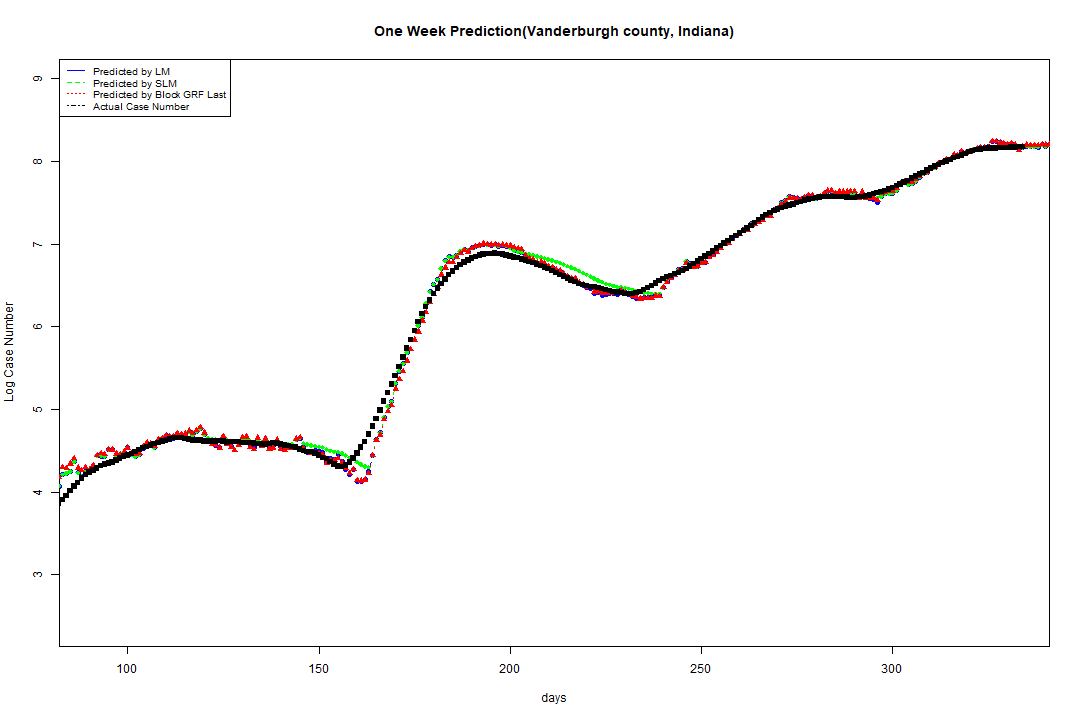 One Week Prediction(Vanderburgh county, Indiana)
Predicted by LM
Predicted by SLM
Predicted by Block GRF Last
Actual Case Number
9
8
7
6
5
4
3
Log Case Number
100 150 200 250 300
days